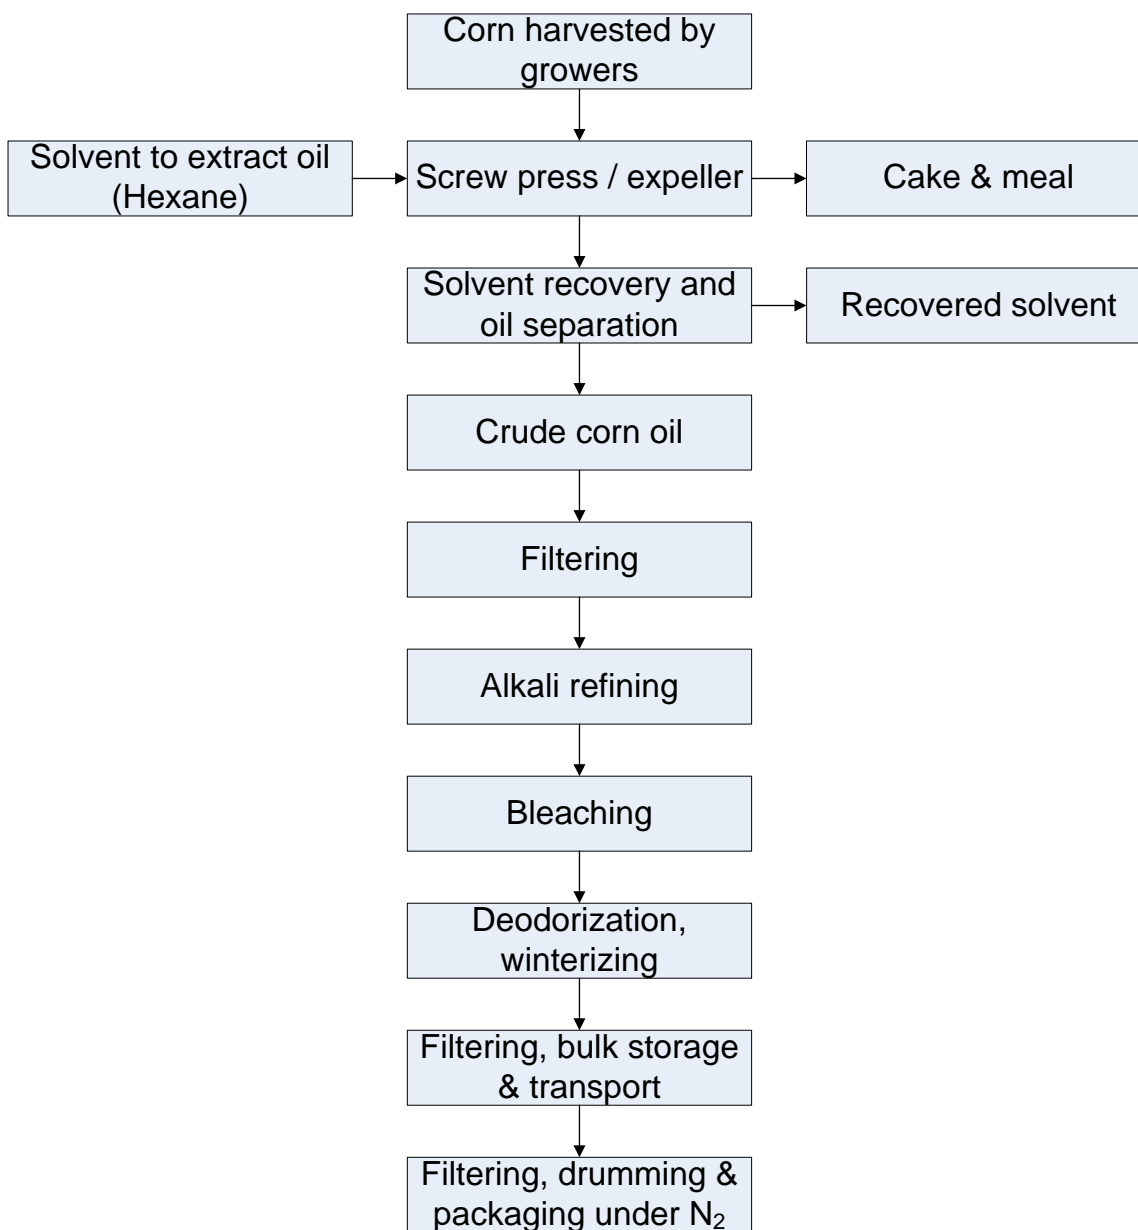 Corn harvested by
growers
Solvent to extract oil
(Hexane)
Screw press / expeller
Cake & meal
Solvent recovery and
oil separation
Recovered solvent
Crude corn oil
Filtering
Alkali refining
Bleaching
Deodorization,
winterizing
Filtering, bulk storage
& transport
Filtering, drumming &
packaging under N₂